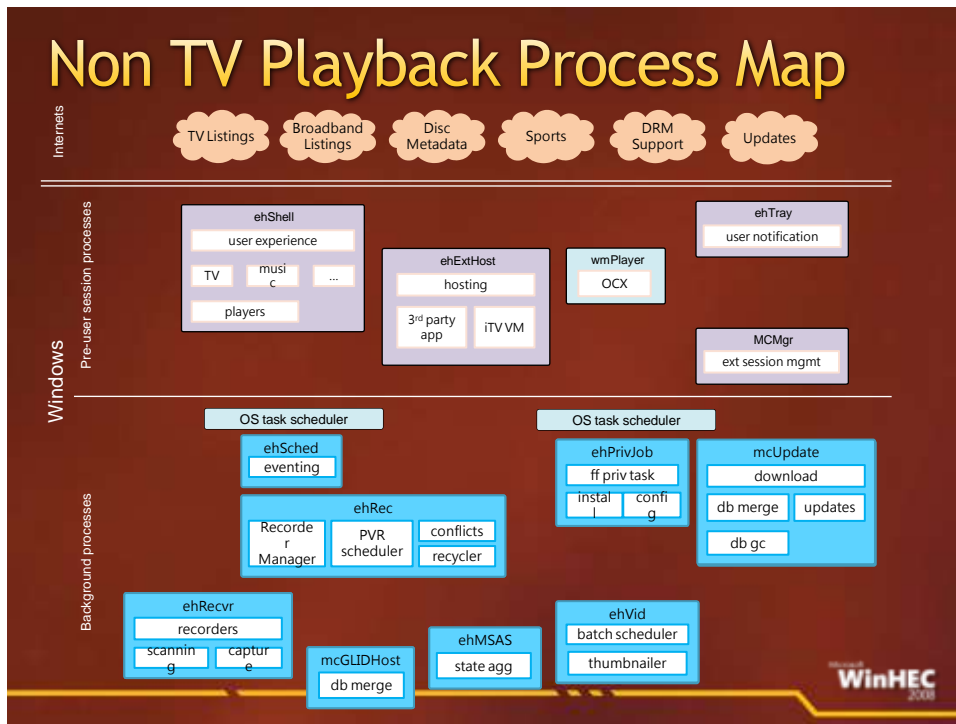 Non TV Playback Process Map
Internets
TV Listings
Broadband
Listings
Disc
Metadata
Sports
DRM
Support
Updates
Windows
Pre-user session processes
ehShell
user experience
TV
musi
c
...
players
ehExtHost
hosting
3rd party
app
iTV VM
wmPlayer
OCX
ehTray
user notification
MCMgr
ext session mgmt
Background processes
OS task scheduler
OS task scheduler
ehSched
eventing
ehRec
Recorde
r
Manager
PVR
scheduler
conflicts
recycler
ehPrivJob
ff priv task
instal
l
confi
g
mcUpdate
download
db merge
updates
db gc
ehRecvr
recorders
scannin
g
captur
e
mcGLIDHost
db merge
ehMSAS
state agg
ehVid
batch scheduler
thumbnailer
Microsoft
WinHEC
2008